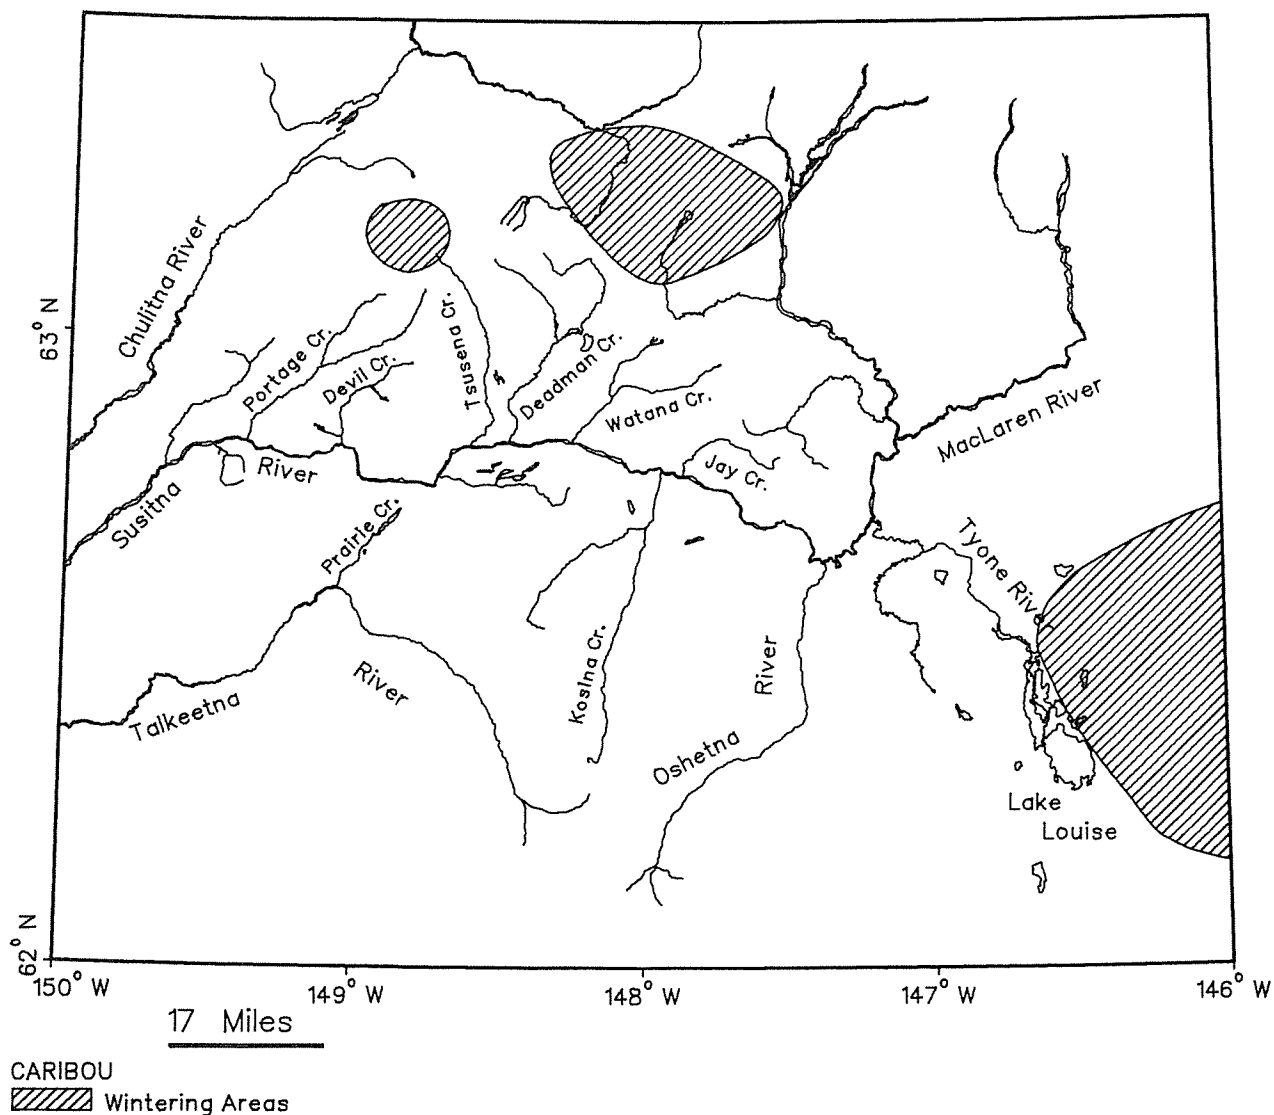 Chulitna River
63° N
Portage Cr.
Devil Cr.
Tsusena Cr.
Deadman Cr.
Watana Cr.
MacLaren River
Susitna
River
Jay Cr.
Prairie Cr.
Tyone Riv
Talkeetna
River
Kosina Cr.
Oshetna
River
Lake
Louise
62° N
150° W
149° W
148° W
147° W
146° W
17 Miles
CARIBOU
Wintering Areas